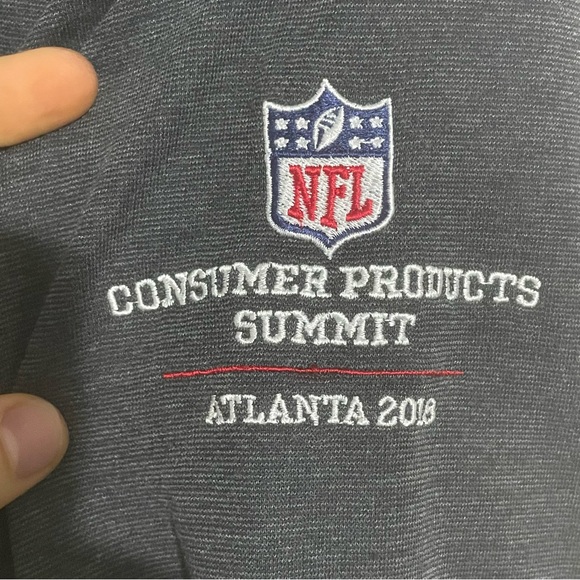 NFL
CONSUMER PRODUCTS
SUMMIT
ATLANTA 2018